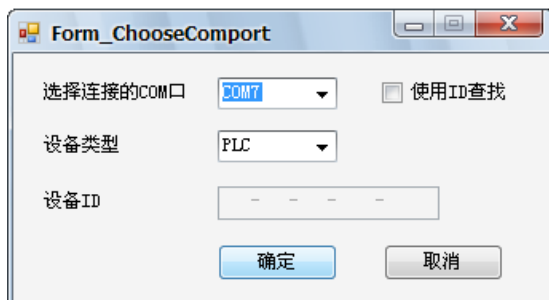 Form_ChooseComport
选择连接的COM口 COM7 使用ID查找
设备类型 PLC
设备ID - - - -
确定 取消